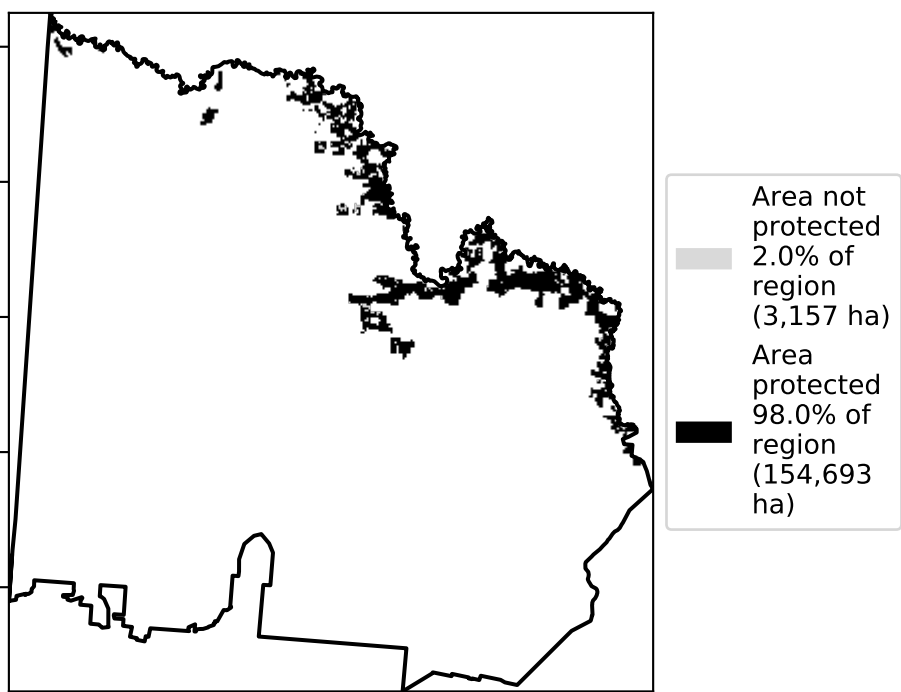 Area not
protected
2.0% of
region
(3,157 ha)
Area
protected
98.0% of
region
(154,693
ha)